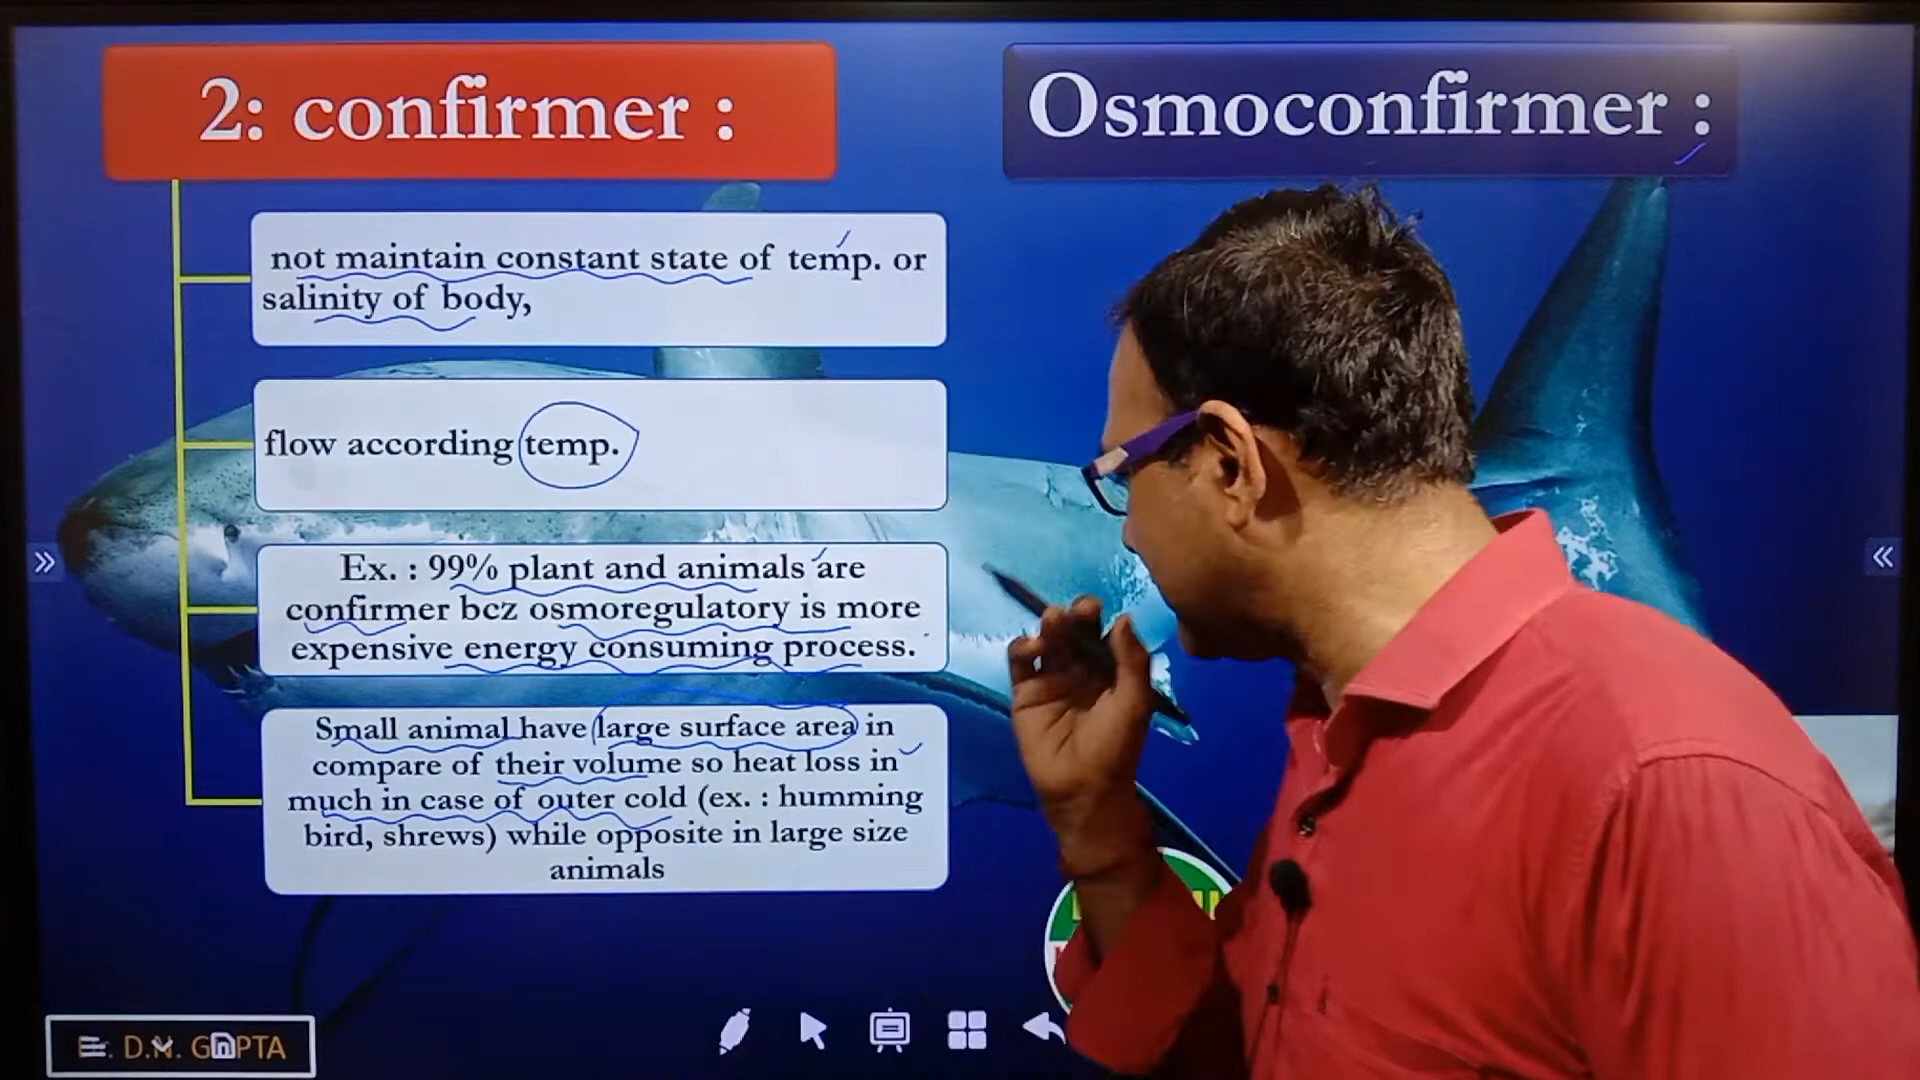 2: confirmer :
Osmoconfirmer :
not maintain constant state of temp. or
salinity of body,
flow according temp.
Ex. : 99% plant and animals are
confirmer bcz osmoregulatory is more
expensive energy consuming process.
Small animal have large surface area in
compare of their volume so heat loss in
much in case of outer cold (ex. : humming
bird, shrews) while opposite in large size
animals
D.N. GUPTA